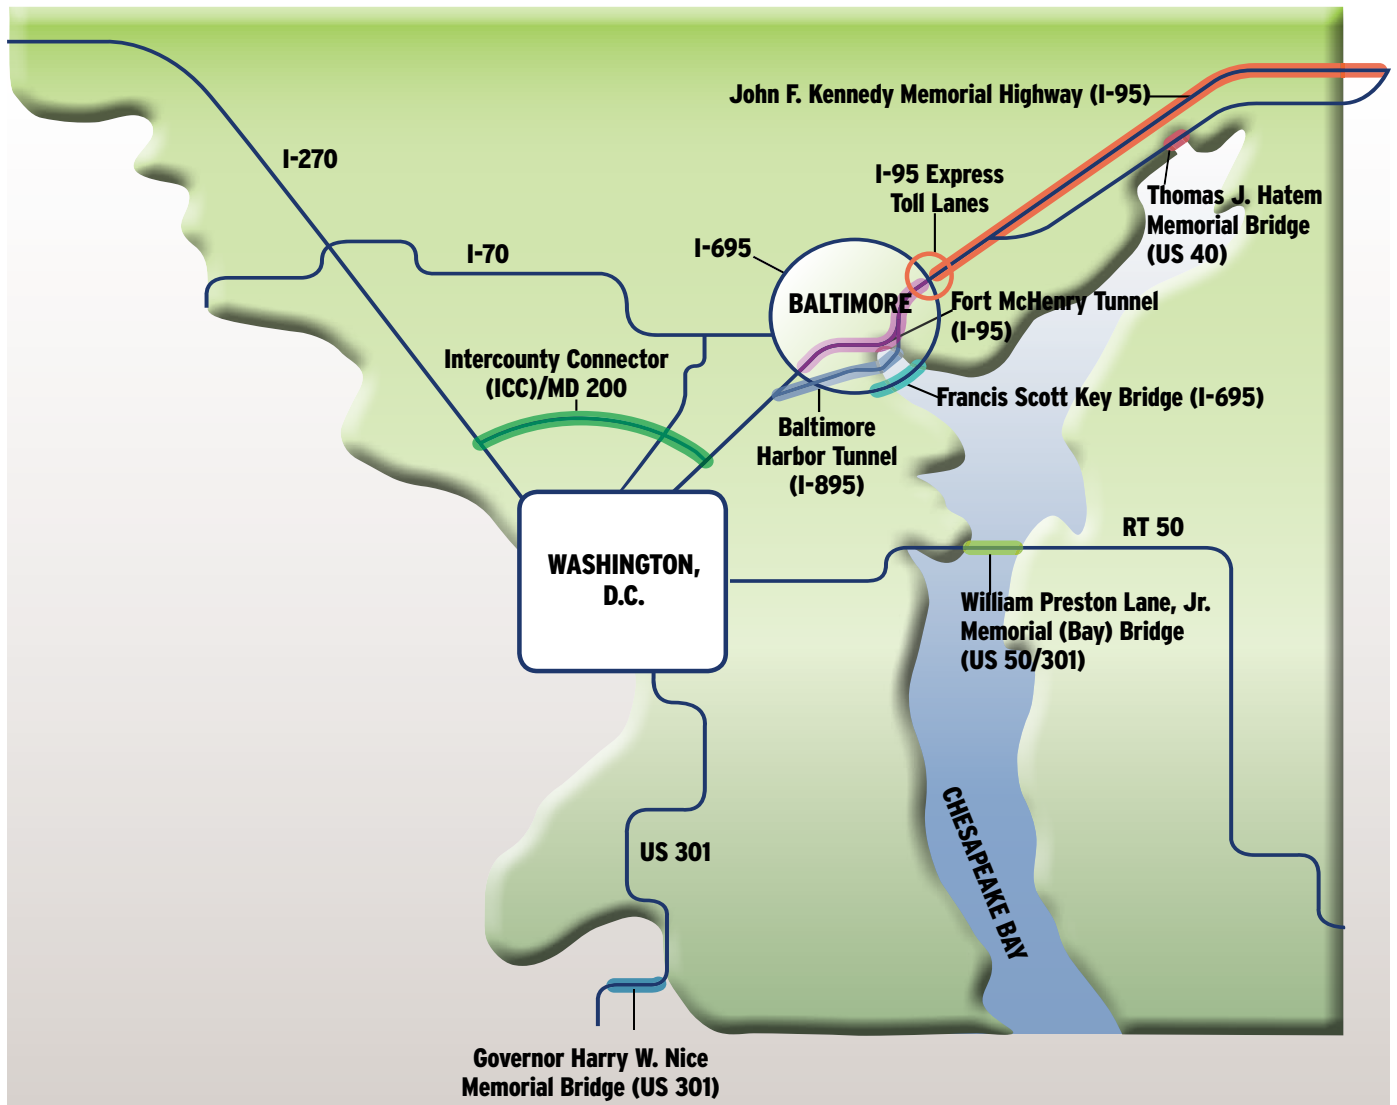 John F. Kennedy Memorial Highway (I-95)
I-270
I-95 Express
Toll Lanes
Thomas J. Hatem
Memorial Bridge
(US 40)
I-695
I-70
BALTIMORE
Fort McHenry Tunnel
(I-95)
Intercounty Connector
(ICC)/MD 200
Francis Scott Key Bridge (I-695)
Baltimore
Harbor Tunnel
(I-895)
RT 50
WASHINGTON,
D.C.
William Preston Lane, Jr.
Memorial (Bay) Bridge
(US 50/301)
US 301
CHESAPEAKE BAY
Governor Harry W. Nice
Memorial Bridge (US 301)